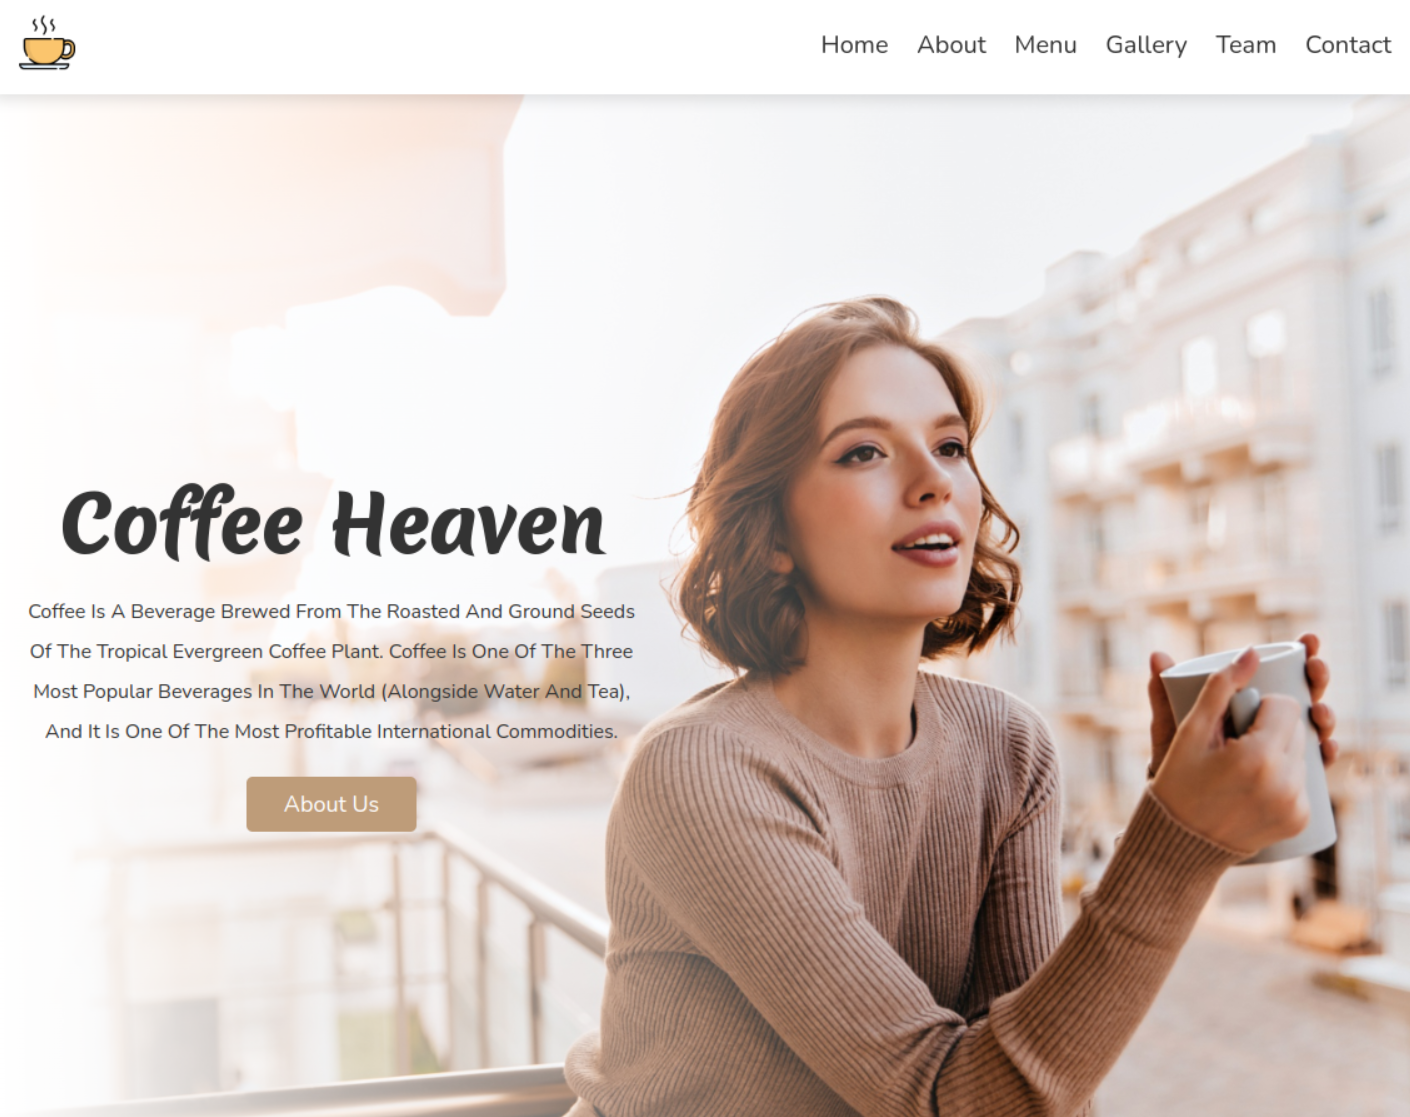 Home About Menu Gallery Team Contact
Coffee Heaven
Coffee Is A Beverage Brewed From The Roasted And Ground Seeds
Of The Tropical Evergreen Coffee Plant. Coffee Is One Of The Three
Most Popular Beverages In The World (Alongside Water And Tea),
And It Is One Of The Most Profitable International Commodities.
About Us